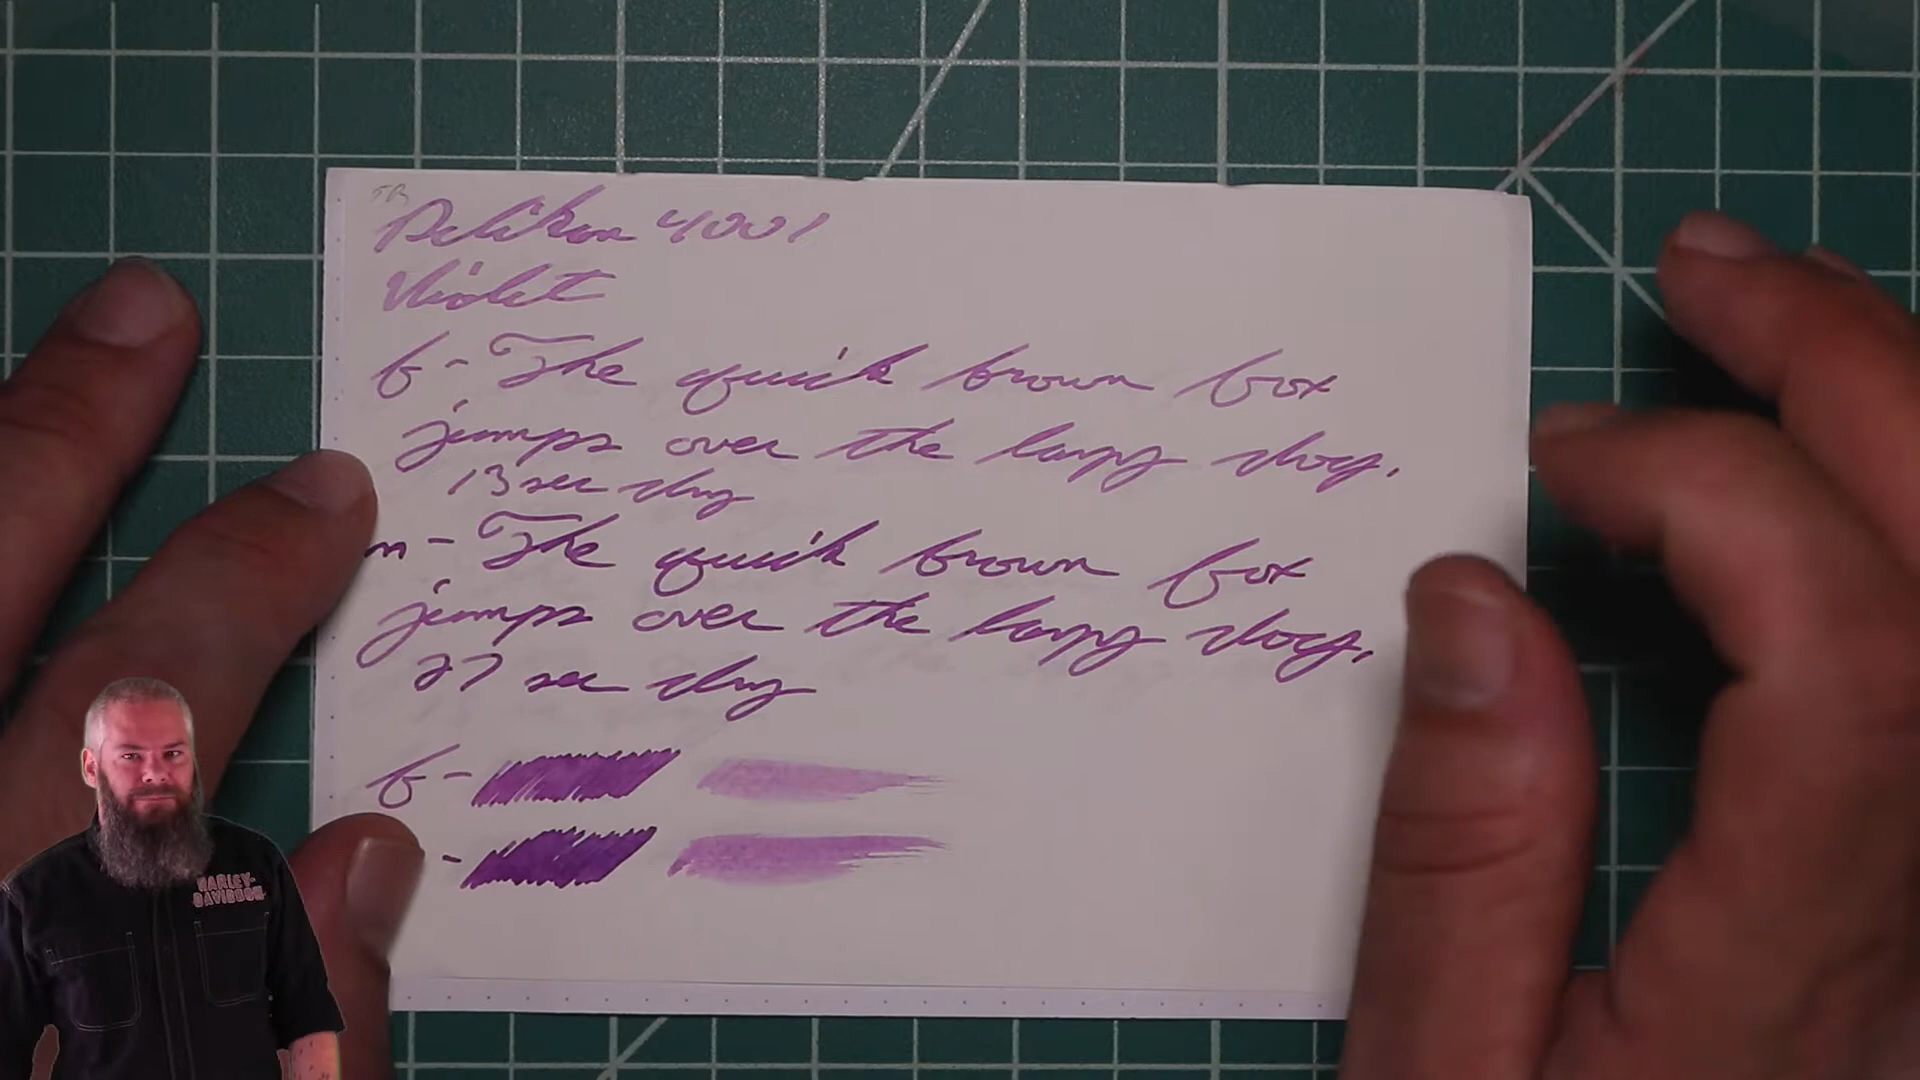 TR
Pelikan 4001
Violet
f - The quick brown fox
jumps over the lazy dog.
13 sec dry
m - The quick brown fox
jumps over the lazy dog.
27 sec dry
f -
-
HARLEY-
DAVIDSON